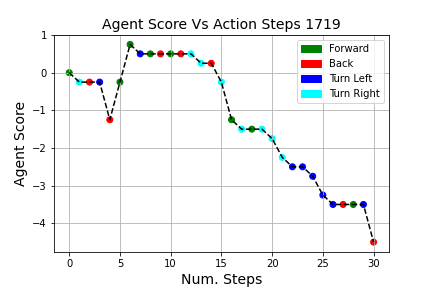 Agent Score Vs Action Steps 1719
Forward
Back
Turn Left
Turn Right
Agent Score
1
0
−1
−2
−3
−4
0 5 10 15 20 25 30
Num. Steps